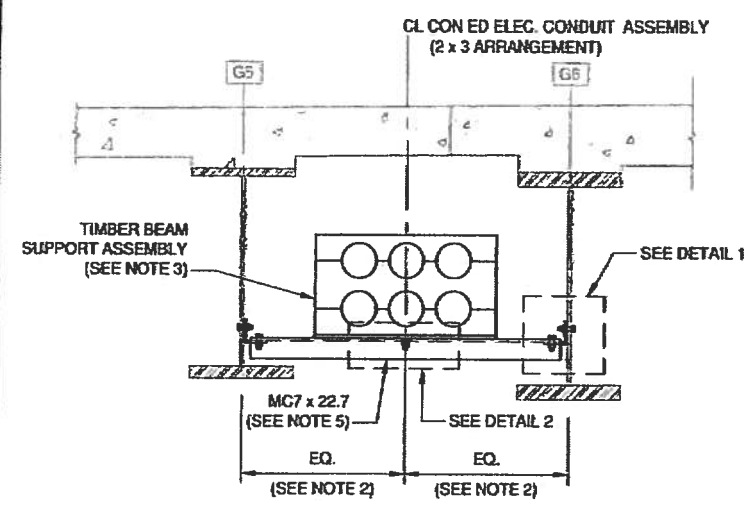 CL CON ED ELEC. CONDUIT ASSEMBLY
(2 x 3 ARRANGEMENT)
G5
G6
TIMBER BEAM
SUPPORT ASSEMBLY
(SEE NOTE 3)
SEE DETAIL 1
MC7 x 22.7
(SEE NOTE 5)
SEE DETAIL 2
EQ.
EQ.
(SEE NOTE 2)
(SEE NOTE 2)